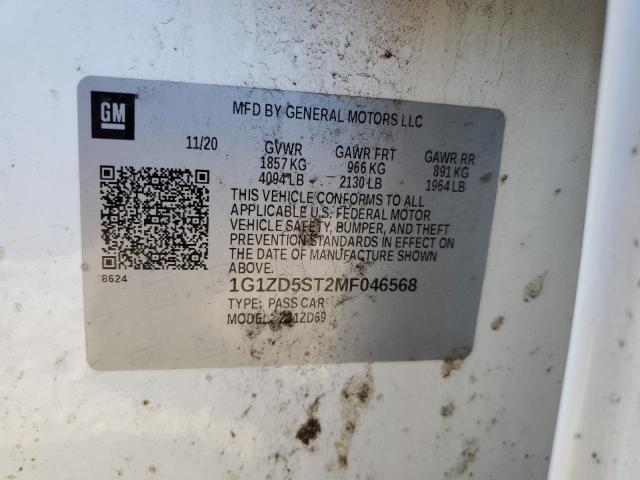 GM
MFD BY GENERAL MOTORS LLC
11/20 GVWR GAWR FRT GAWR RR
1857 KG 966 KG 891 KG
4094 LB 2130 LB 1964 LB
THIS VEHICLE CONFORMS TO ALL
APPLICABLE U.S. FEDERAL MOTOR
VEHICLE SAFETY, BUMPER, AND THEFT
PREVENTION STANDARDS IN EFFECT ON
THE DATE OF MANUFACTURE SHOWN
ABOVE.
8624
1G1ZD5ST2MF046568
TYPE: PASS CAR
MODEL: